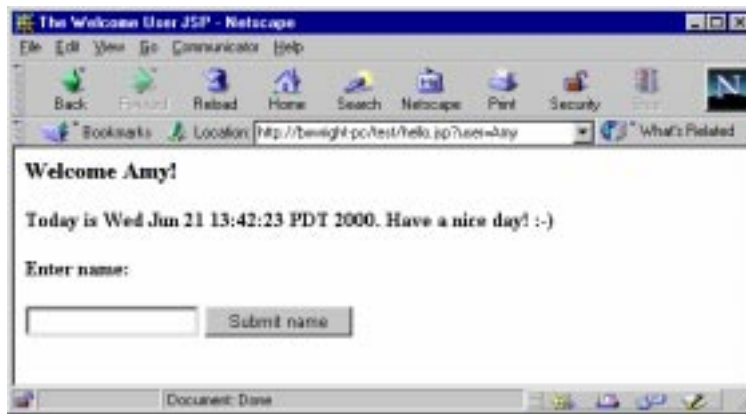 The Welcome User JSP - Netscape
File Edit View Go Communicator Help
Back Forward Reload Home Search Netscape Print Security Stop
Bookmarks Location: http://bwright-pc/test/hello.jsp?user=Amy What's Related
Welcome Amy!
Today is Wed Jun 21 13:42:23 PDT 2000. Have a nice day! :-)
Enter name:
Submit name
Document: Done